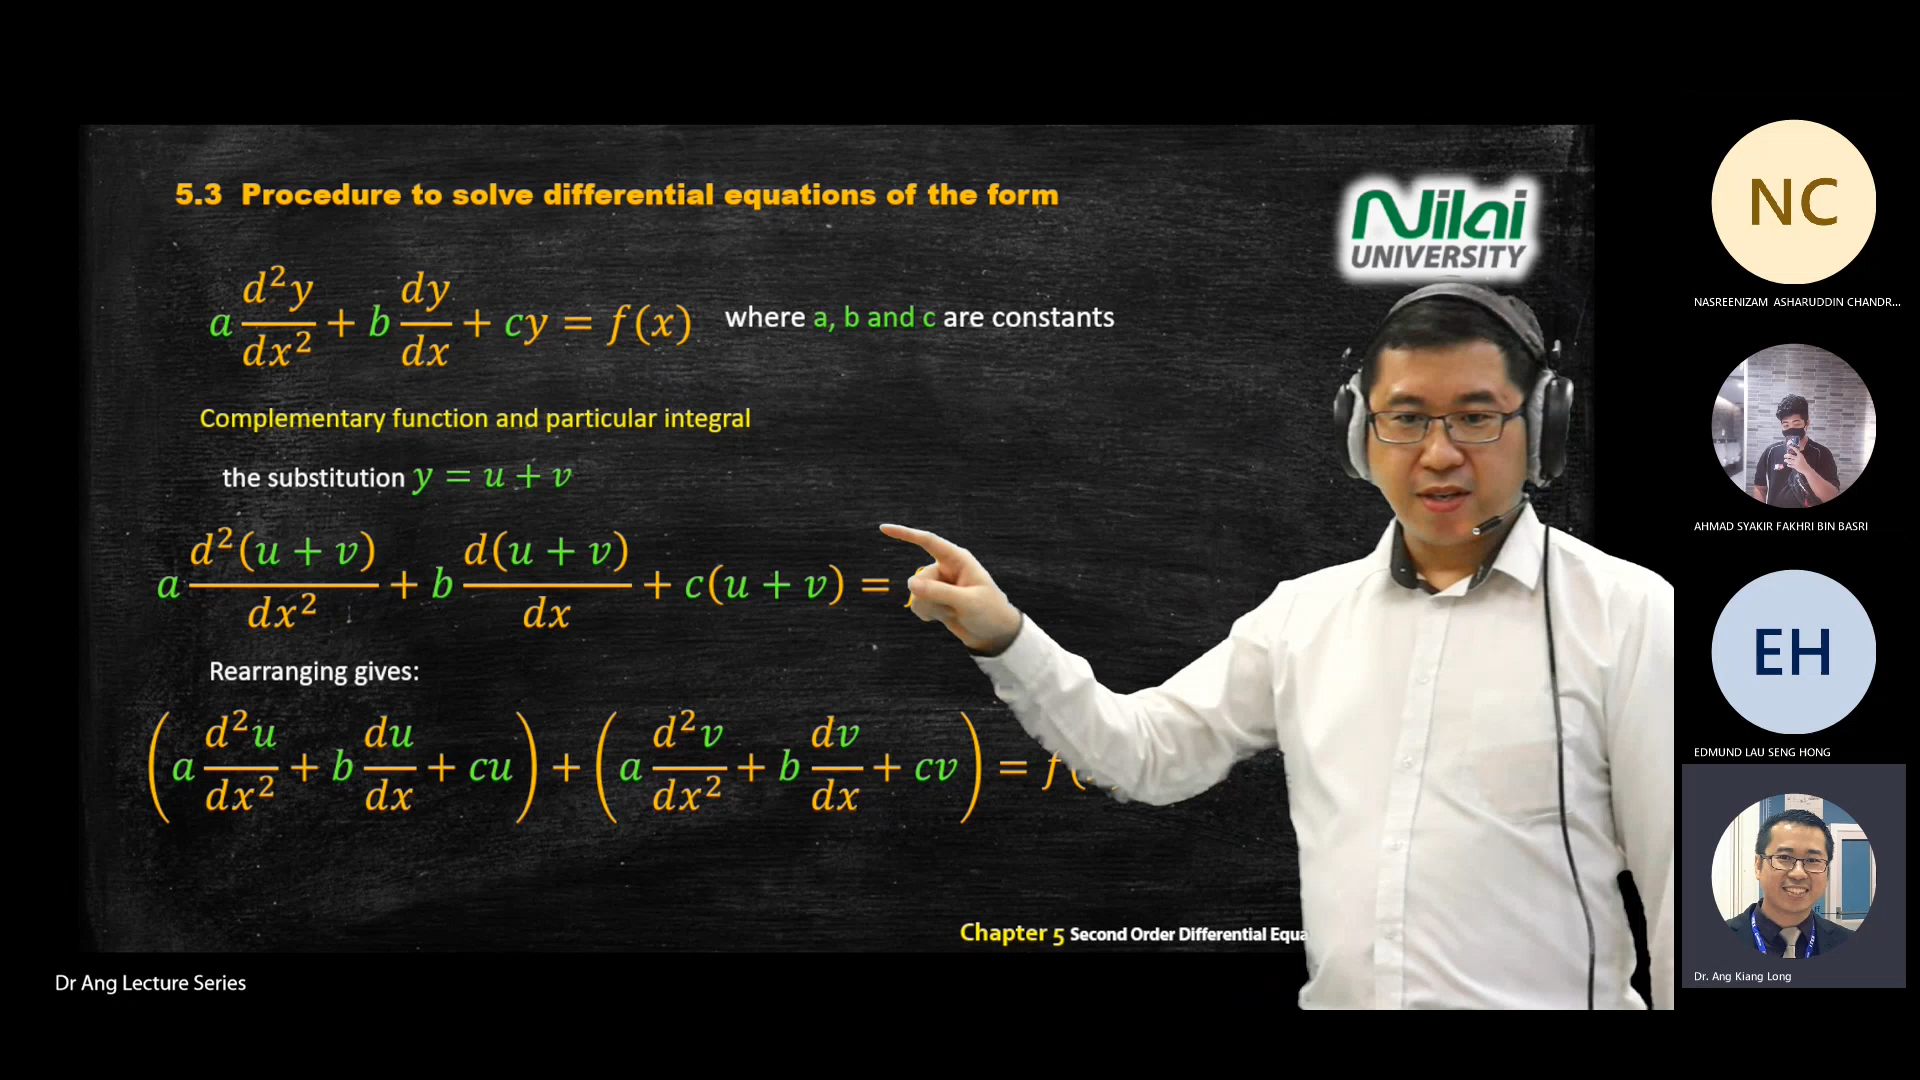 5.3 Procedure to solve differential equations of the form
a d²y/dx² + b dy/dx + cy = f(x) where a, b and c are constants
Complementary function and particular integral
the substitution y = u + v
a d²(u + v)/dx² + b d(u + v)/dx + c(u + v) =
Rearranging gives:
(a d²u/dx² + b du/dx + cu) + (a d²v/dx² + b dv/dx + cv) = f(
Chapter 5 Second Order Differential Equa
Dr Ang Lecture Series
Nilai
UNIVERSITY
NC
NASREENIZAM ASHARUDDIN CHANDR...
AHMAD SYAKIR FAKHRI BIN BASRI
EH
EDMUND LAU SENG HONG
Dr. Ang Kiang Long